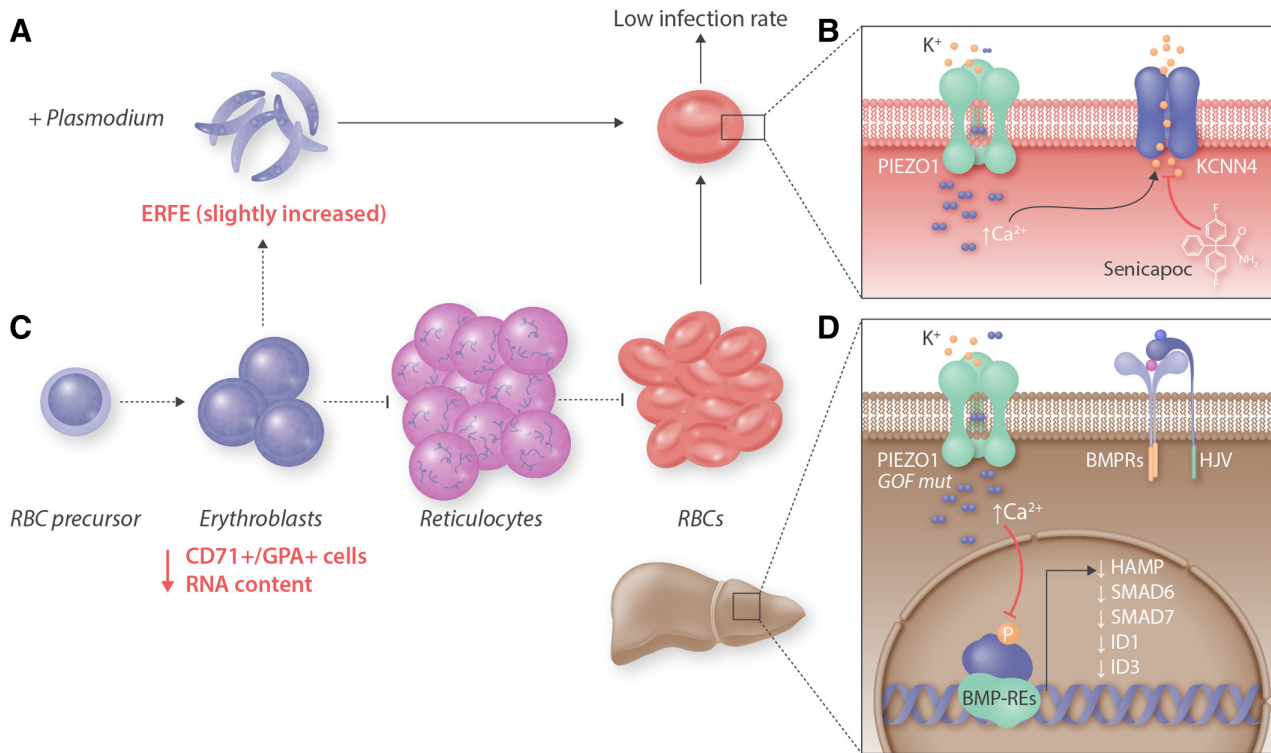 A
+ Plasmodium
ERFE (slightly increased)
Low infection rate
B
K⁺
PIEZO1
KCNN4
↑Ca²⁺
Senicapoc
F
O
NH₂
F
C
RBC precursor
Erythroblasts
Reticulocytes
RBCs
↓ CD71+/GPA+ cells
RNA content
D
K⁺
PIEZO1
GOF mut
BMPRs
HJV
↑Ca²⁺
↓ HAMP
↓ SMAD6
↓ SMAD7
↓ ID1
↓ ID3
P
BMP-REs